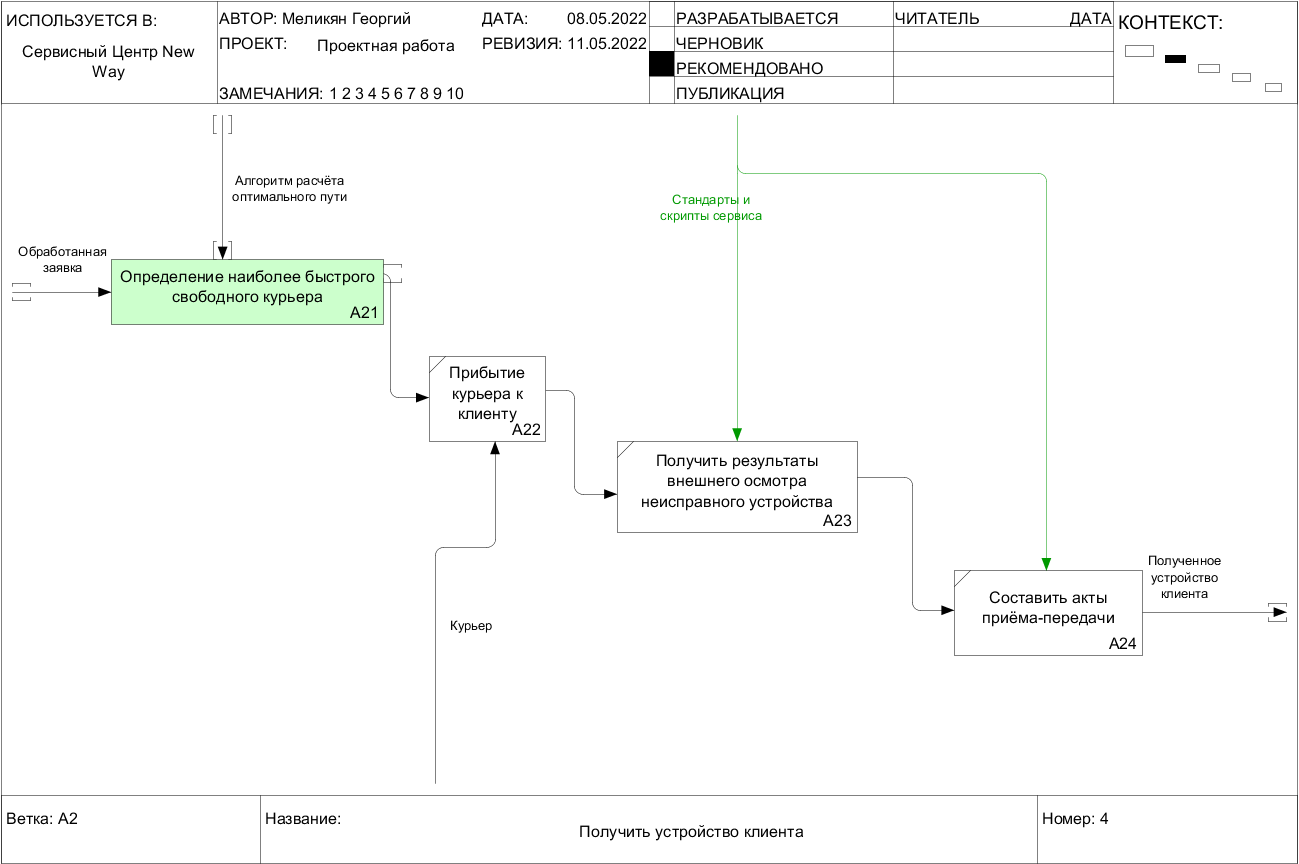 ИСПОЛЬЗУЕТСЯ В:
Сервисный Центр New
Way
АВТОР: Меликян Георгий
ДАТА: 08.05.2022
ПРОЕКТ: Проектная работа
РЕВИЗИЯ: 11.05.2022
ЗАМЕЧАНИЯ: 1 2 3 4 5 6 7 8 9 10
РАЗРАБАТЫВАЕТСЯ
ЧЕРНОВИК
РЕКОМЕНДОВАНО
ПУБЛИКАЦИЯ
ЧИТАТЕЛЬ ДАТА
КОНТЕКСТ:
Алгоритм расчёта
оптимального пути
Стандарты и
скрипты сервиса
Обработанная
заявка
Определение наиболее быстрого
свободного курьера
A21
Прибытие
курьера к
клиенту
A22
Получить результаты
внешнего осмотра
неисправного устройства
A23
Полученное
устройство
клиента
Составить акты
приёма-передачи
A24
Курьер
Ветка: A2
Название:
Получить устройство клиента
Номер: 4